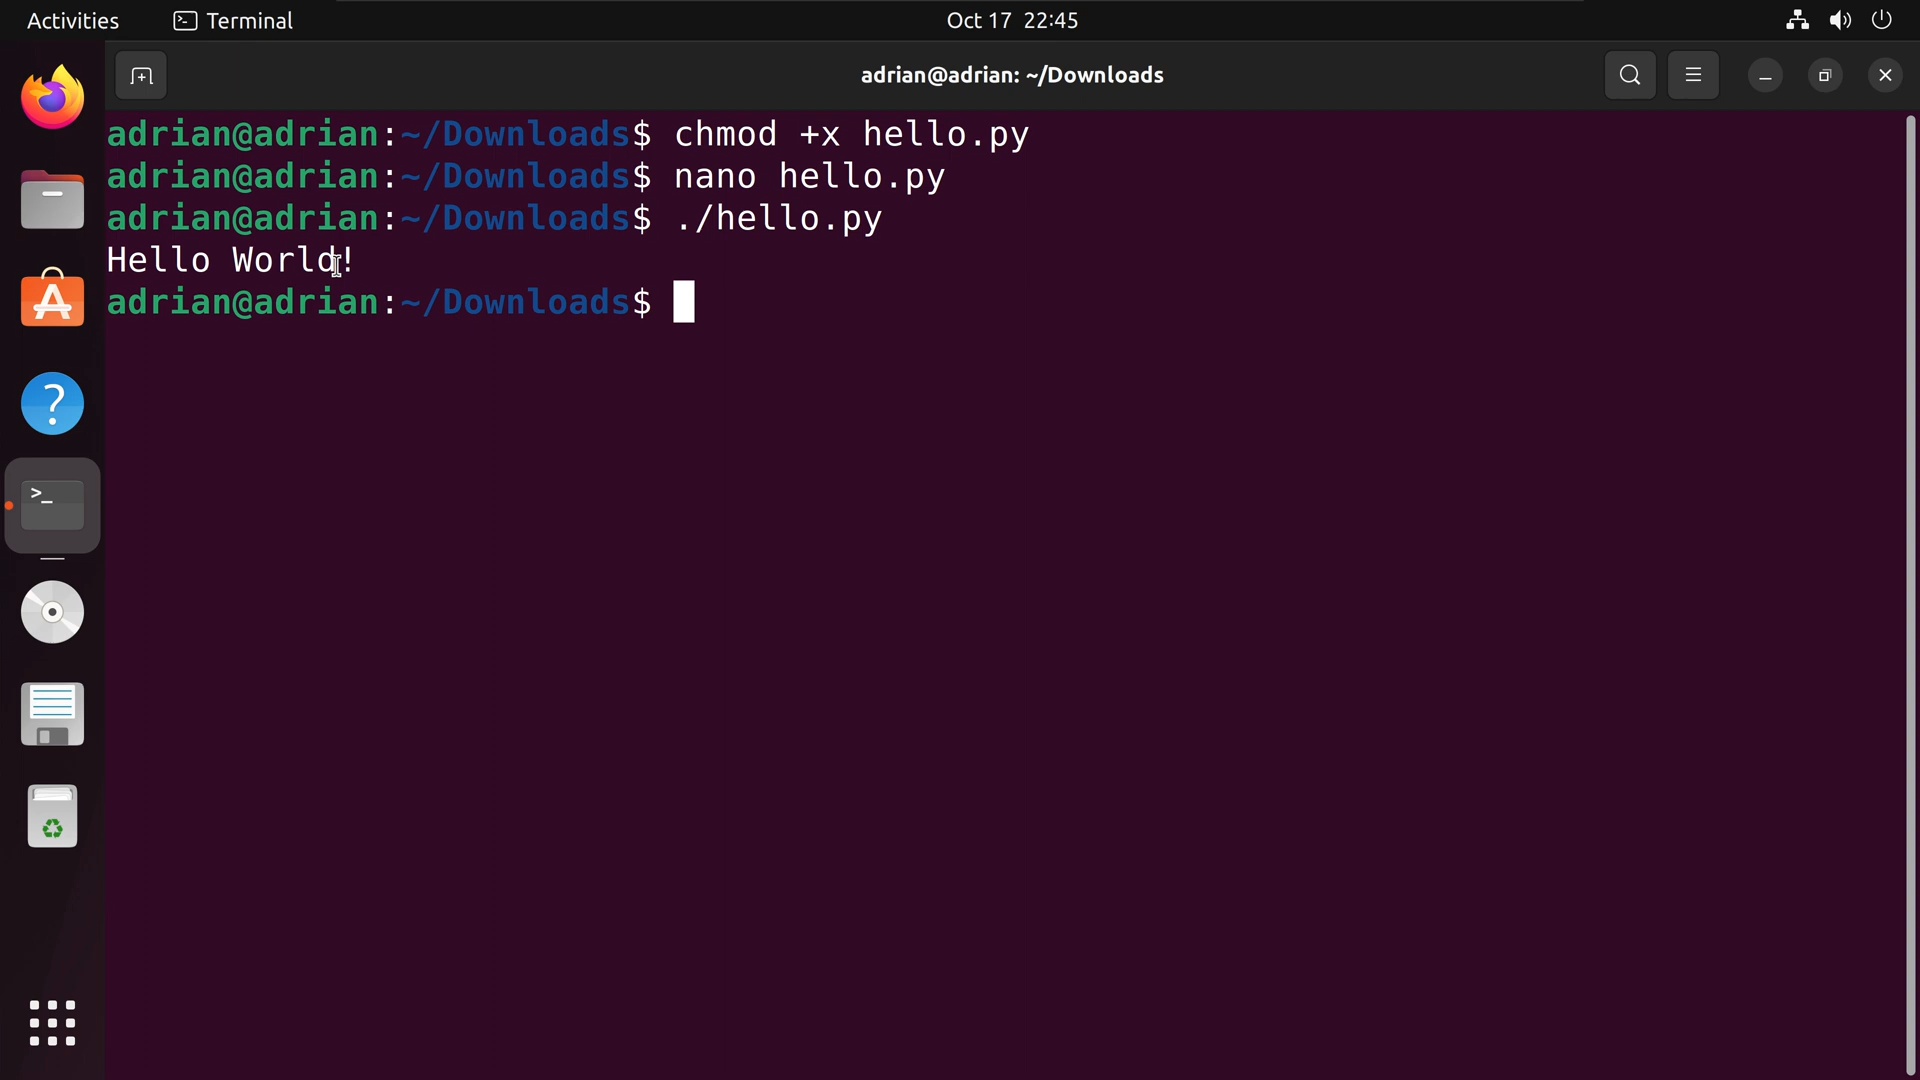 Activities Terminal Oct 17 22:45
adrian@adrian: ~/Downloads
adrian@adrian:~/Downloads$ chmod +x hello.py
adrian@adrian:~/Downloads$ nano hello.py
adrian@adrian:~/Downloads$ ./hello.py
Hello World!
adrian@adrian:~/Downloads$